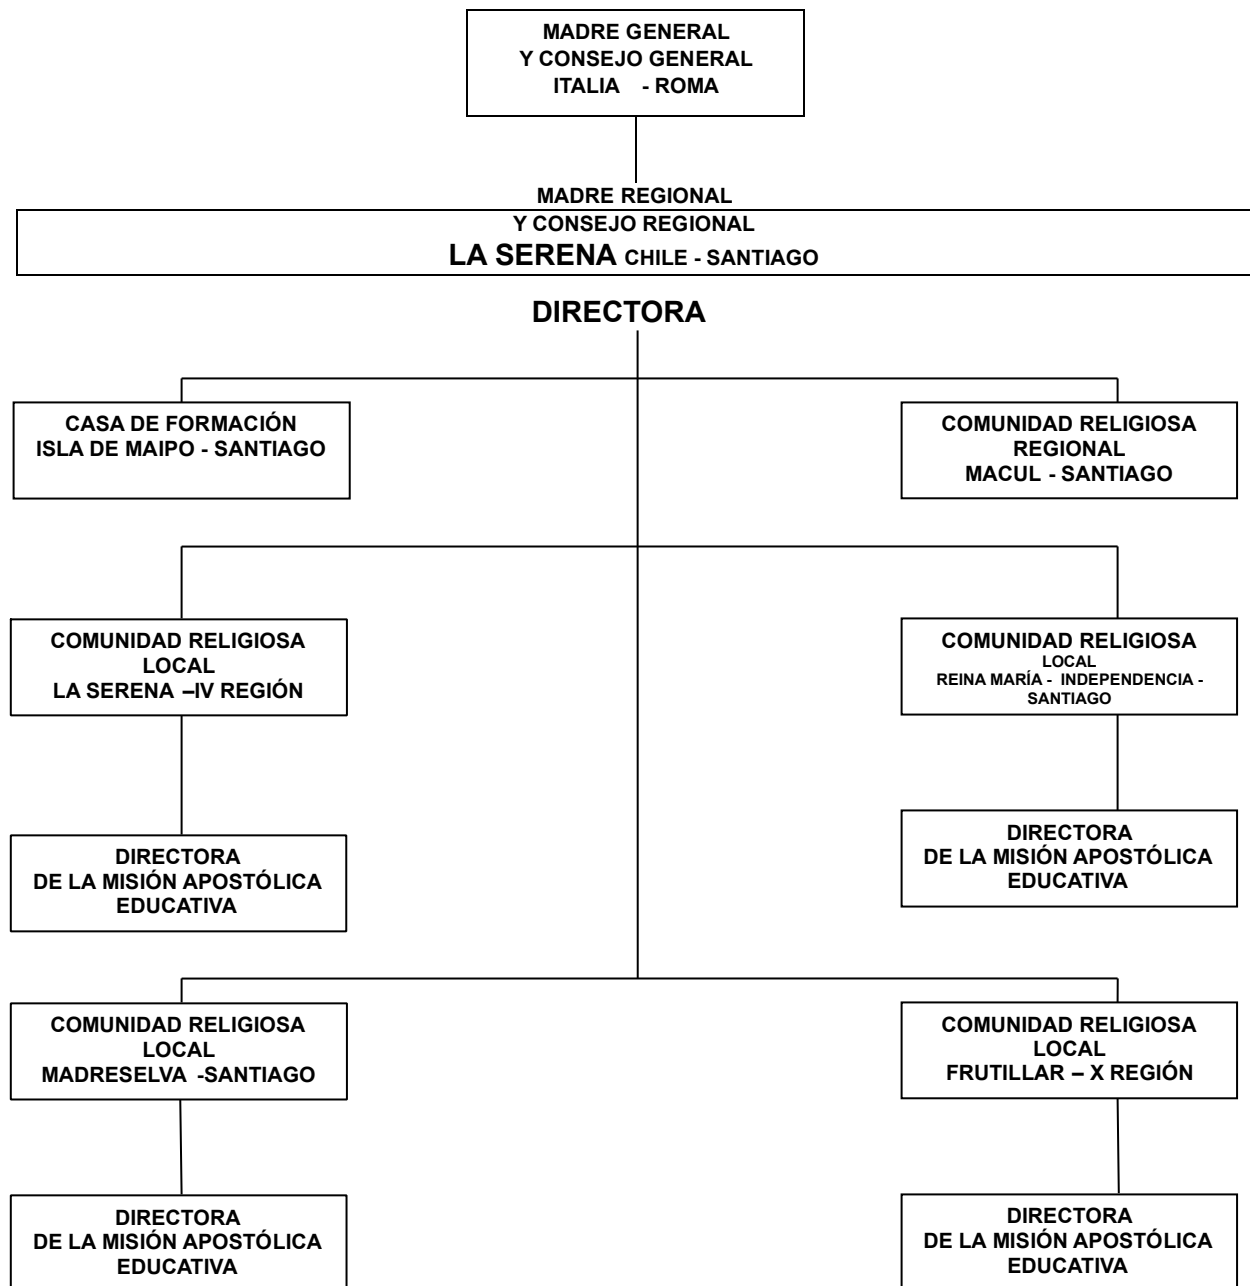 MADRE GENERAL
Y CONSEJO GENERAL
ITALIA - ROMA
MADRE REGIONAL
Y CONSEJO REGIONAL
LA SERENA CHILE - SANTIAGO
DIRECTORA
CASA DE FORMACIÓN
ISLA DE MAIPO - SANTIAGO
COMUNIDAD RELIGIOSA
REGIONAL
MACUL - SANTIAGO
COMUNIDAD RELIGIOSA
LOCAL
LA SERENA –IV REGIÓN
COMUNIDAD RELIGIOSA
LOCAL
REINA MARÍA - INDEPENDENCIA -
SANTIAGO
DIRECTORA
DE LA MISIÓN APOSTÓLICA
EDUCATIVA
DIRECTORA
DE LA MISIÓN APOSTÓLICA
EDUCATIVA
COMUNIDAD RELIGIOSA
LOCAL
MADRESELVA -SANTIAGO
COMUNIDAD RELIGIOSA
LOCAL
FRUTILLAR – X REGIÓN
DIRECTORA
DE LA MISIÓN APOSTÓLICA
EDUCATIVA
DIRECTORA
DE LA MISIÓN APOSTÓLICA
EDUCATIVA